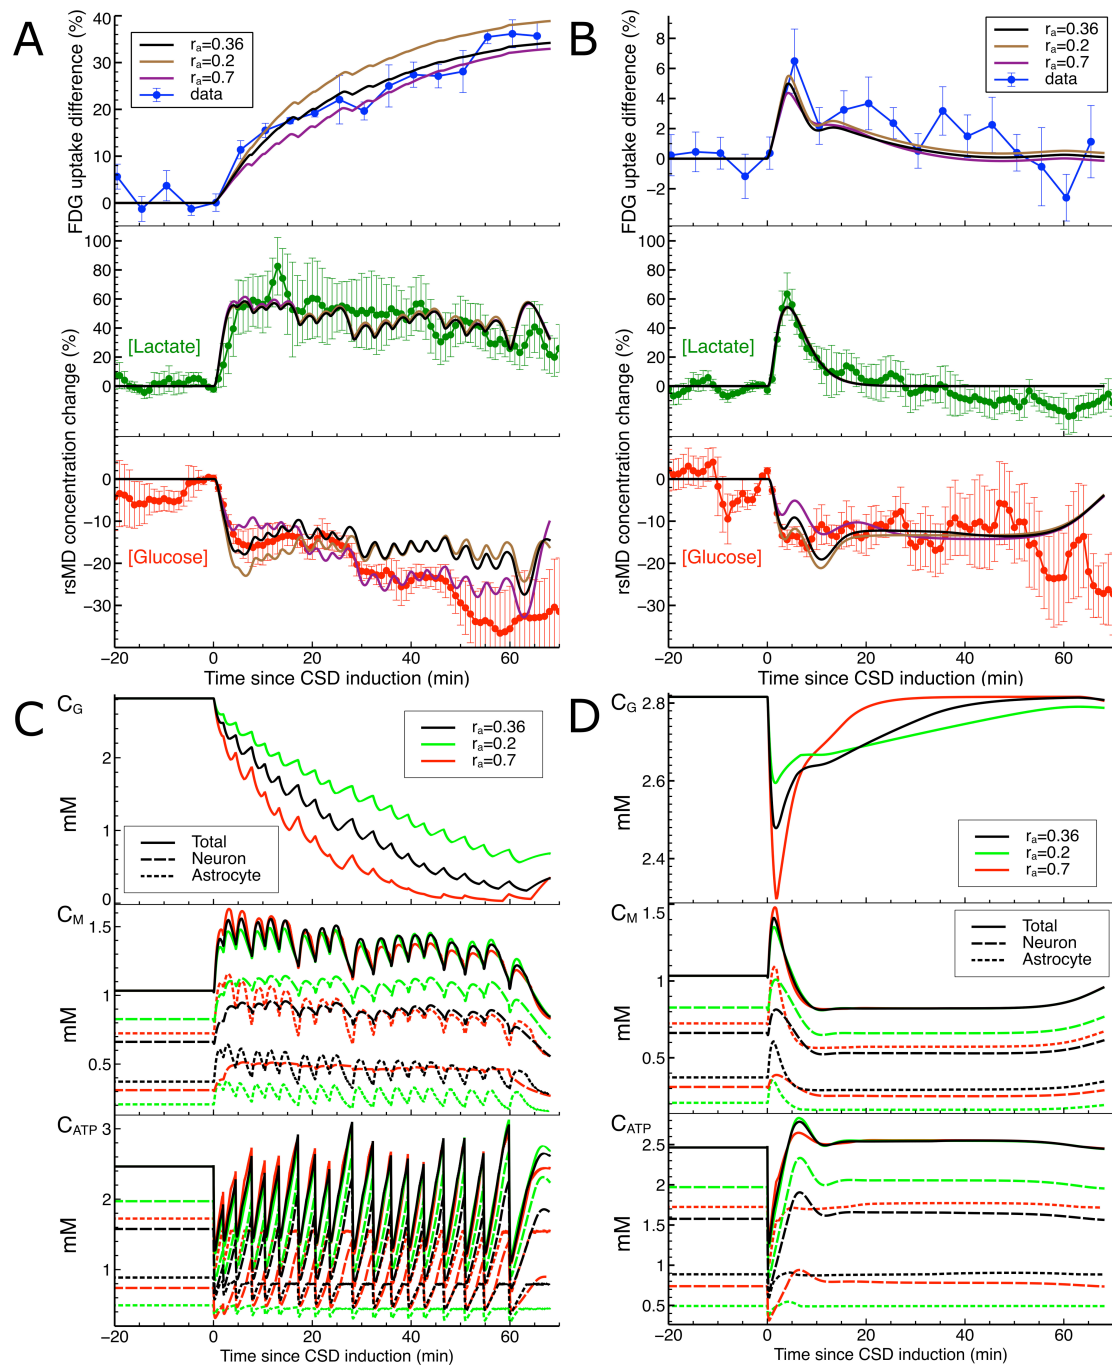 A
FDG uptake difference (%)
40
30
20
10
0
rₐ=0.36
rₐ=0.2
rₐ=0.7
data
rsMD concentration change (%)
100
80
60
40
20
0
[Lactate]
0
−10
−20
−30
[Glucose]
−20 0 20 40 60
Time since CSD induction (min)
B
FDG uptake difference (%)
8
6
4
2
0
−2
rₐ=0.36
rₐ=0.2
rₐ=0.7
data
rsMD concentration change (%)
100
80
60
40
20
0
[Lactate]
0
−10
−20
−30
[Glucose]
−20 0 20 40 60
Time since CSD induction (min)
C
C_G
mM
2
1
0
rₐ=0.36
rₐ=0.2
rₐ=0.7
Total
Neuron
Astrocyte
C_M
mM
1.5
1
0.5
C_ATP
mM
3
2
1
−20 0 20 40 60
Time since CSD induction (min)
D
C_G
mM
2.8
2.6
2.4
rₐ=0.36
rₐ=0.2
rₐ=0.7
C_M
mM
1.5
1
0.5
Total
Neuron
Astrocyte
C_ATP
mM
2.5
2
1.5
1
0.5
−20 0 20 40 60
Time since CSD induction (min)